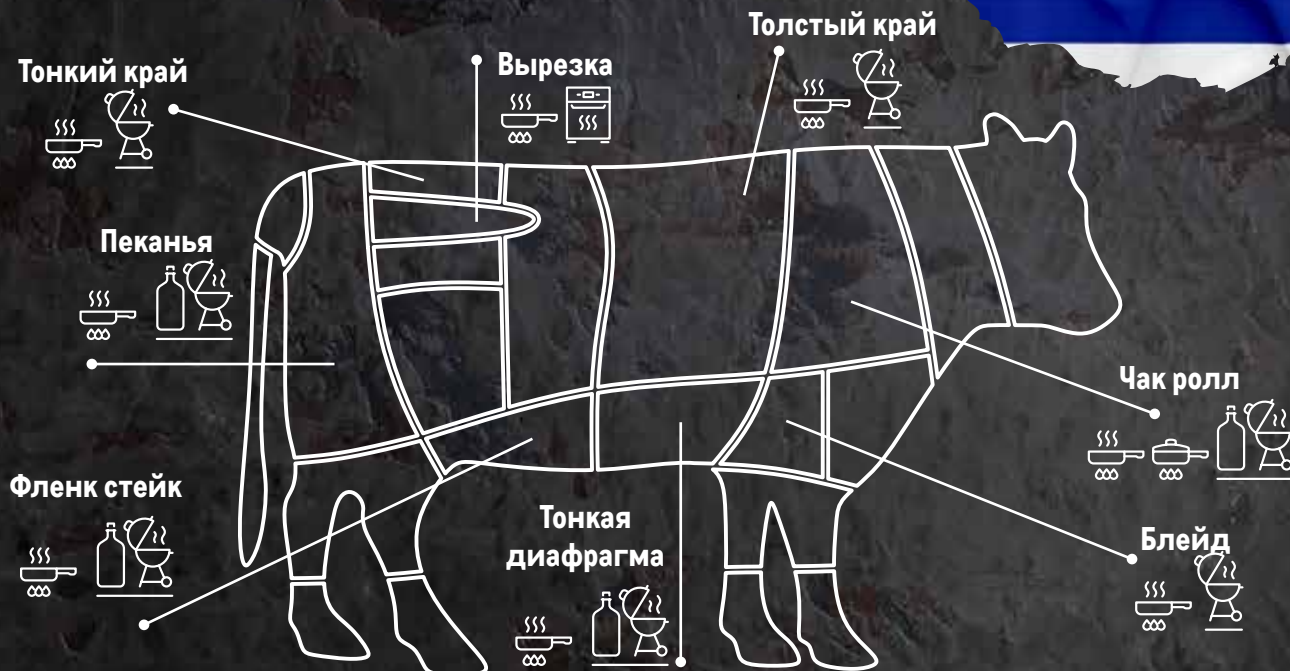 Толстый край
Вырезка
Тонкий край
Пеканья
Чак ролл
Фленк стейк
Тонкая
диафрагма
Блейд